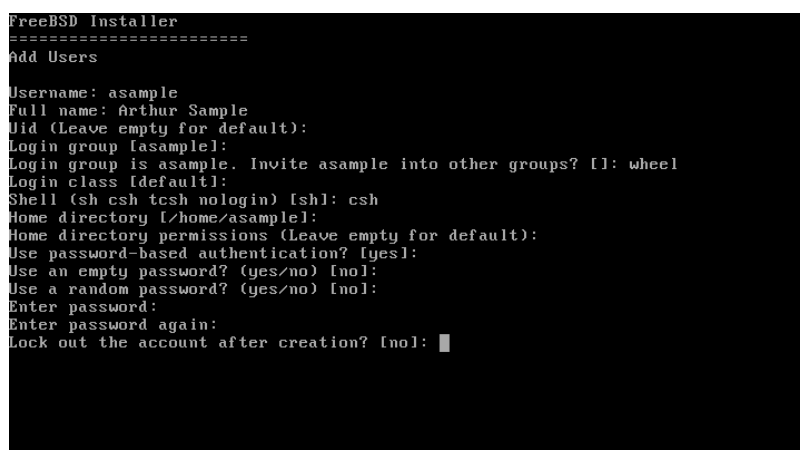 FreeBSD Installer
========================
Add Users
Username: asample
Full name: Arthur Sample
Uid (Leave empty for default):
Login group [asample]:
Login group is asample. Invite asample into other groups? []: wheel
Login class [default]:
Shell (sh csh tcsh nologin) [sh]: csh
Home directory [/home/asample]:
Home directory permissions (Leave empty for default):
Use password-based authentication? [yes]:
Use an empty password? (yes/no) [no]:
Use a random password? (yes/no) [no]:
Enter password:
Enter password again:
Lock out the account after creation? [no]: